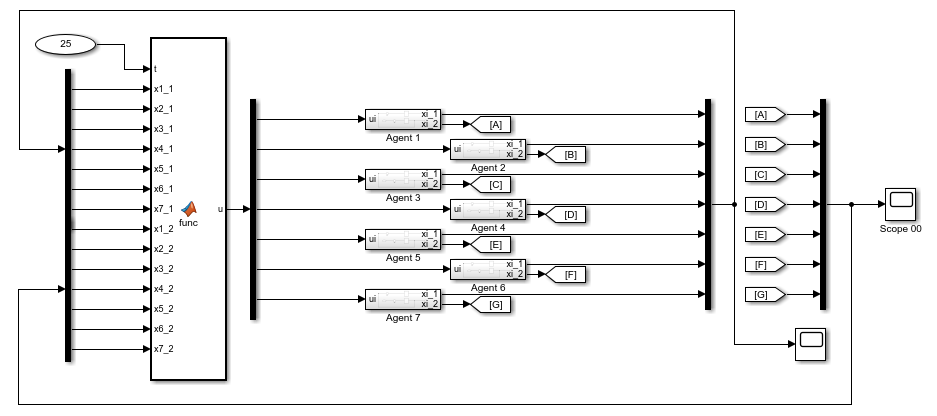 25
t
x1_1
x2_1
x3_1
x4_1
x5_1
x6_1
x7_1
x1_2
x2_2
x3_2
x4_2
x5_2
x6_2
x7_2
func
u
ui
xi_1
xi_2
Agent 1
[A]
ui
xi_1
xi_2
Agent 2
[B]
ui
xi_1
xi_2
Agent 3
[C]
ui
xi_1
xi_2
Agent 4
[D]
ui
xi_1
xi_2
Agent 5
[E]
ui
xi_1
xi_2
Agent 6
[F]
ui
xi_1
xi_2
Agent 7
[G]
[A]
[B]
[C]
[D]
[E]
[F]
[G]
Scope 00